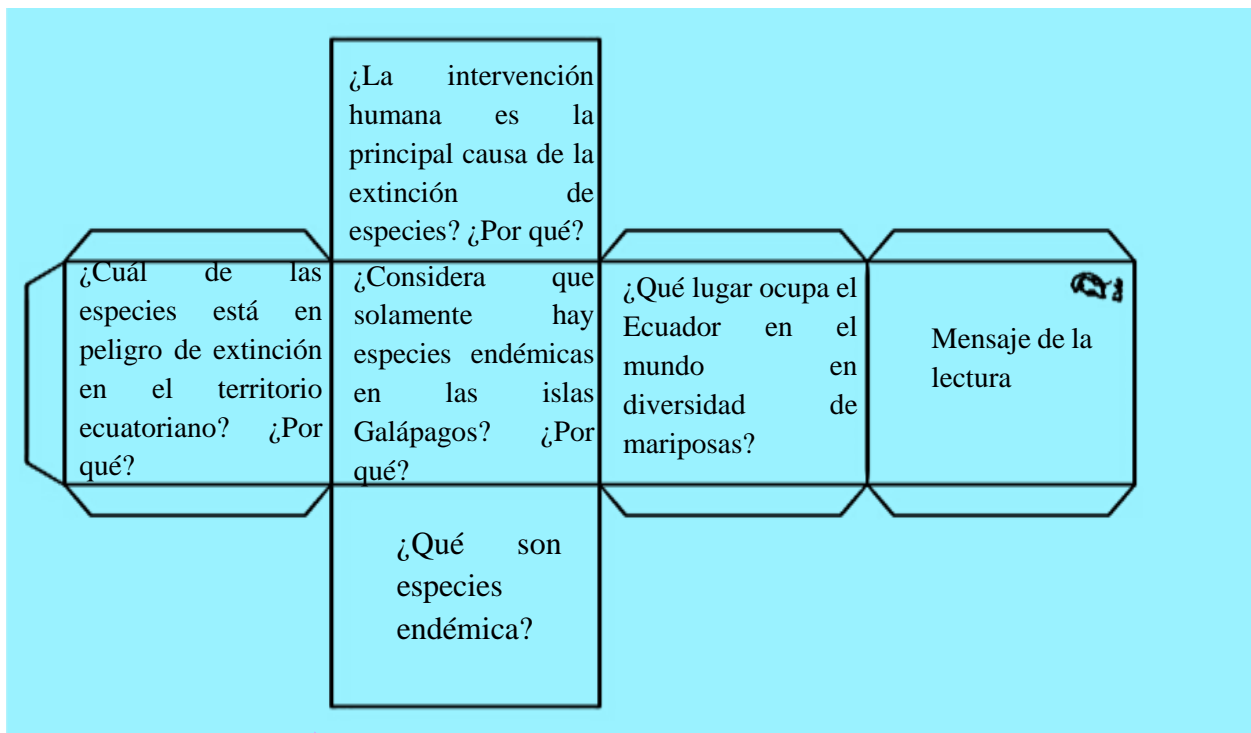 ¿La intervención
humana es la
principal causa de la
extinción de
especies? ¿Por qué?
¿Cuál de las
especies está en
peligro de extinción
en el territorio
ecuatoriano? ¿Por
qué?
¿Considera que
solamente hay
especies endémicas
en las islas
Galápagos? ¿Por
qué?
¿Qué lugar ocupa el
Ecuador en el
mundo en
diversidad de
mariposas?
Mensaje de la
lectura
¿Qué son
especies
endémica?